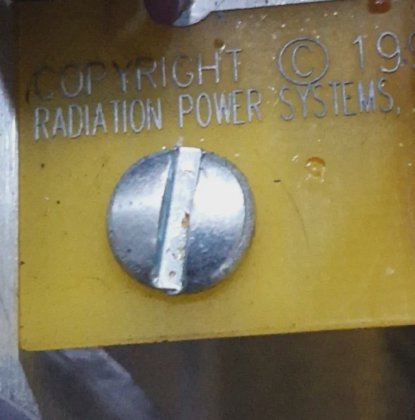 COPYRIGHT © 19
RADIATION POWER SYSTEMS,